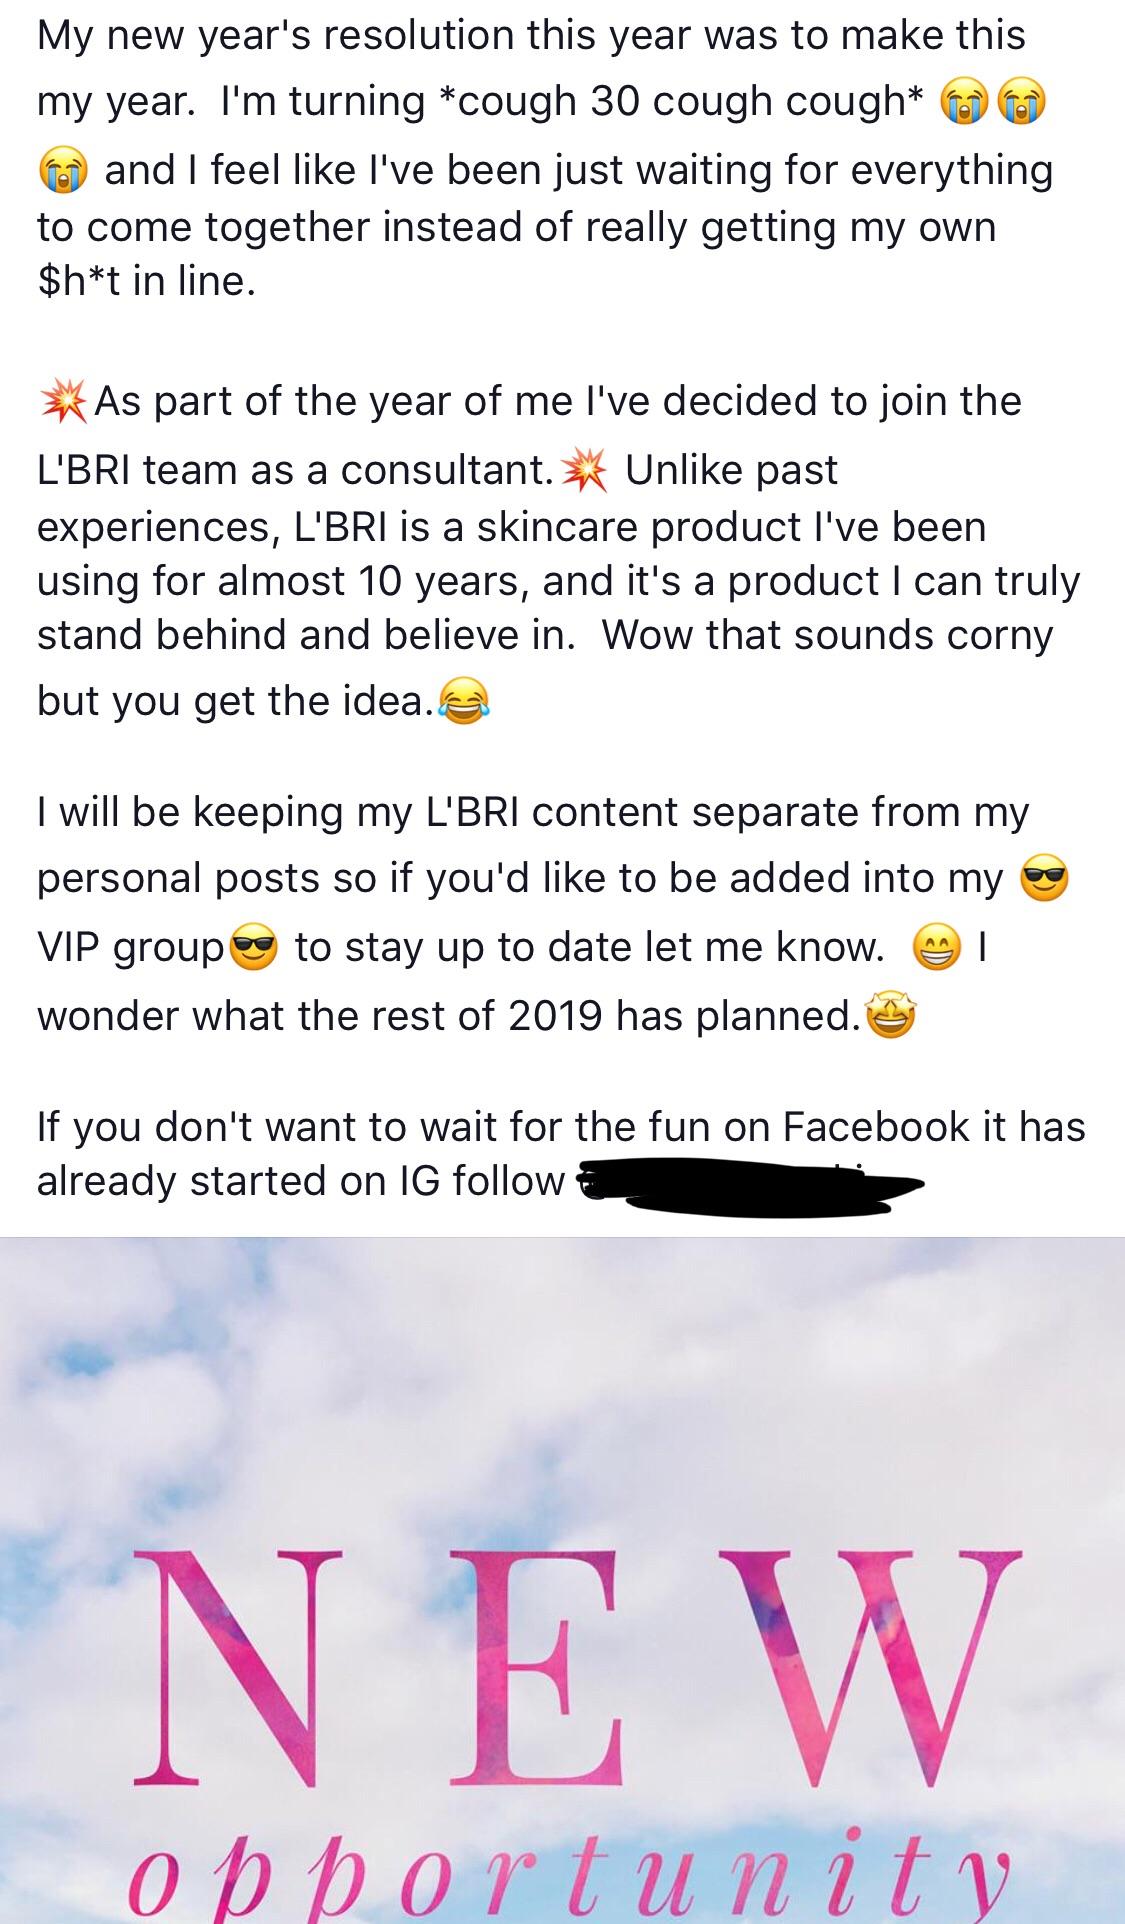 My new year's resolution this year was to make this
my year.  I'm turning *cough 30 cough cough* 😭😭
😭 and I feel like I've been just waiting for everything
to come together instead of really getting my own
$h*t in line.
💥As part of the year of me I've decided to join the
L'BRI team as a consultant.💥 Unlike past
experiences, L'BRI is a skincare product I've been
using for almost 10 years, and it's a product I can truly
stand behind and believe in.  Wow that sounds corny
but you get the idea.😂
I will be keeping my L'BRI content separate from my
personal posts so if you'd like to be added into my 😎
VIP group😎 to stay up to date let me know.  😁 I
wonder what the rest of 2019 has planned.🤩
If you don't want to wait for the fun on Facebook it has
already started on IG follow
NEW
opportunity